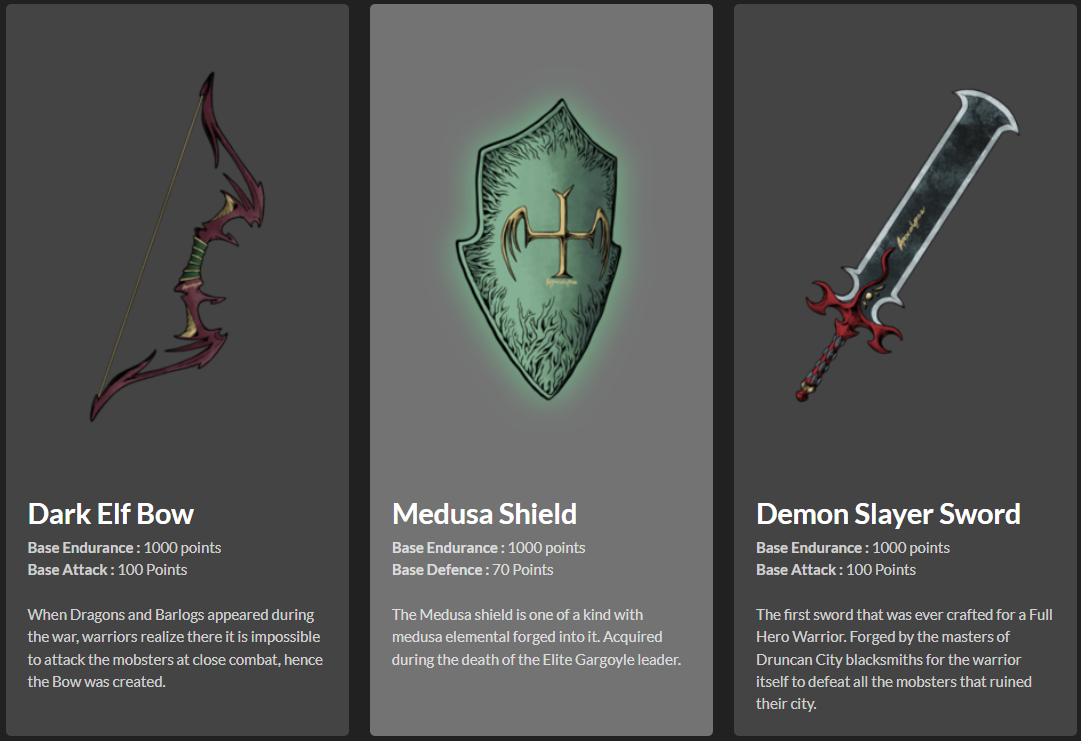 Apocalypse
Dark Elf Bow
Base Endurance : 1000 points
Base Attack : 100 Points
When Dragons and Barlogs appeared during
the war, warriors realize there it is impossible
to attack the mobsters at close combat, hence
the Bow was created.
Medusa Shield
Base Endurance : 1000 points
Base Defence : 70 Points
The Medusa shield is one of a kind with
medusa elemental forged into it. Acquired
during the death of the Elite Gargoyle leader.
Demon Slayer Sword
Base Endurance : 1000 points
Base Attack : 100 Points
The first sword that was ever crafted for a Full
Hero Warrior. Forged by the masters of
Druncan City blacksmiths for the warrior
itself to defeat all the mobsters that ruined
their city.